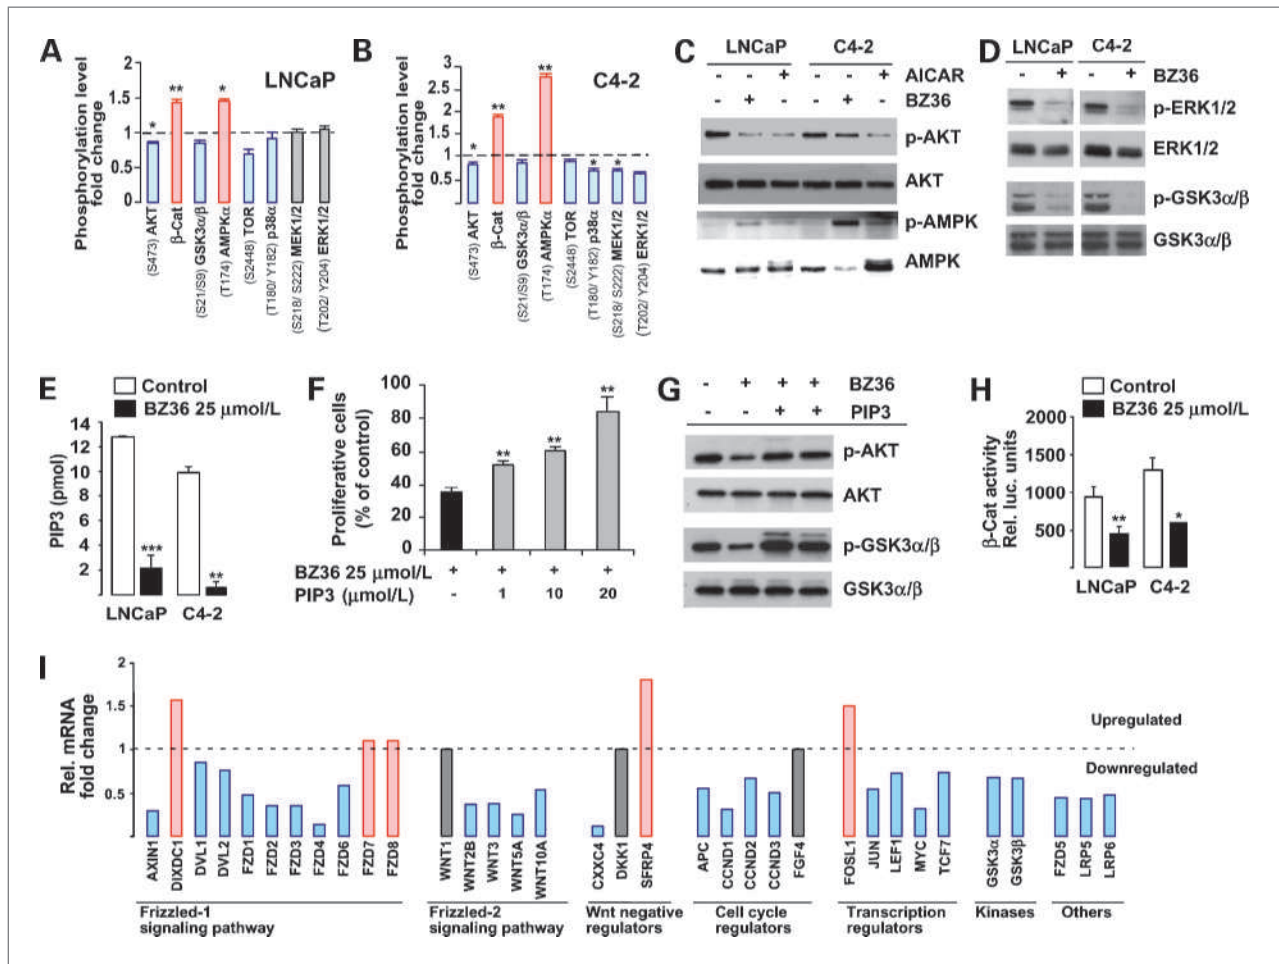 A
Phosphorylation level
fold change
2
1.5
1
0.5
LNCaP
*
**
*
(S473) AKT
β-Cat
(S21/S9) GSK3α/β
(T174) AMPKα
(S2448) TOR
(T180/ Y182) p38α
(S218/ S222) MEK1/2
(T202/ Y204) ERK1/2
B
Phosphorylation level
fold change
3
2.5
2
1.5
1
0.5
C4-2
*
**
**
*
*
(S473) AKT
β-Cat
(S21/S9) GSK3α/β
(T174) AMPKα
(S2448) TOR
(T180/ Y182) p38α
(S218/ S222) MEK1/2
(T202/ Y204) ERK1/2
C
LNCaP C4-2
- - + - - + AICAR
- + - - + - BZ36
p-AKT
AKT
p-AMPK
AMPK
D
LNCaP C4-2
- + - + BZ36
p-ERK1/2
ERK1/2
p-GSK3α/β
GSK3α/β
E
Control
BZ36 25 µmol/L
PIP3 (pmol)
14
12
10
8
6
4
2
***
**
LNCaP C4-2
F
Proliferative cells
(% of control)
100
80
60
40
20
0
**
**
**
BZ36 25 µmol/L + + + +
PIP3 (µmol/L) - 1 10 20
G
- + + + BZ36
- - + + PIP3
p-AKT
AKT
p-GSK3α/β
GSK3α/β
H
Control
BZ36 25 µmol/L
β-Cat activity
Rel. luc. units
2000
1500
1000
500
**
*
LNCaP C4-2
I
Rel. mRNA
fold change
2
1.5
1
0.5
Upregulated
Downregulated
AXIN1
DIXDC1
DVL1
DVL2
FZD1
FZD2
FZD3
FZD4
FZD6
FZD7
FZD8
WNT1
WNT2B
WNT3
WNT5A
WNT10A
CXXC4
DKK1
SFRP4
APC
CCND1
CCND2
CCND3
FGF4
FOSL1
JUN
LEF1
MYC
TCF7
GSK3α
GSK3β
FZD5
LRP5
LRP6
Frizzled-1
signaling pathway
Frizzled-2
signaling pathway
Wnt negative
regulators
Cell cycle
regulators
Transcription
regulators
Kinases
Others